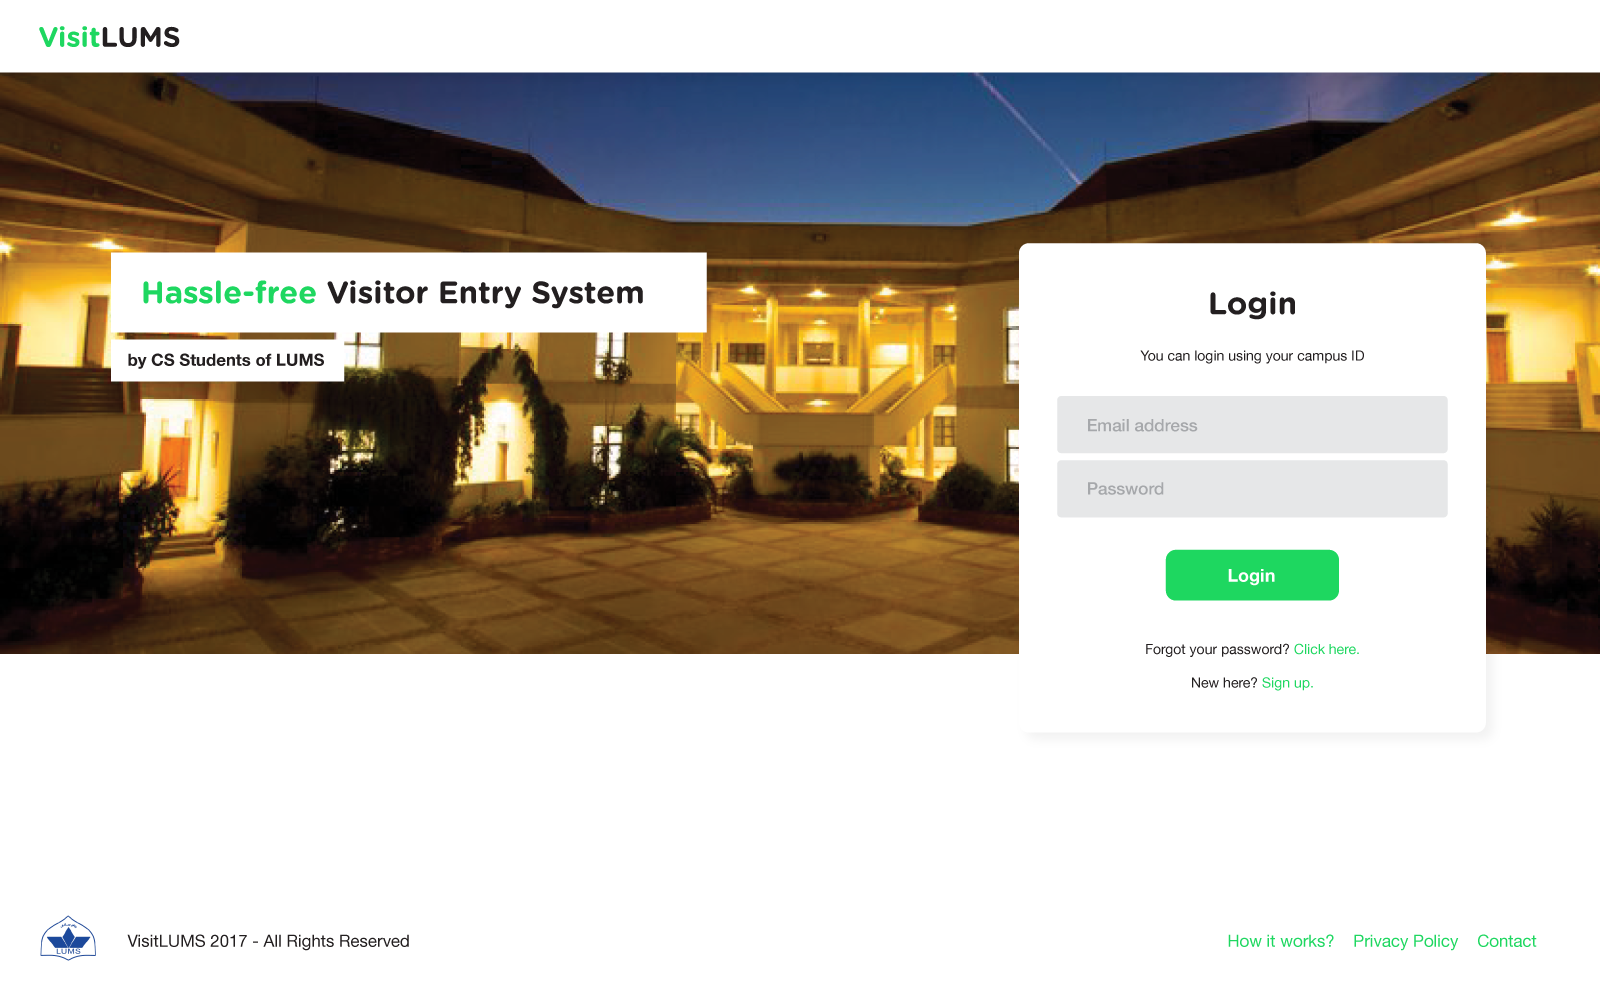 VisitLUMS
Hassle-free Visitor Entry System
by CS Students of LUMS
Login
You can login using your campus ID
Email address
Password
Login
Forgot your password? Click here.
New here? Sign up.
LUMS
VisitLUMS 2017 - All Rights Reserved
How it works? Privacy Policy Contact